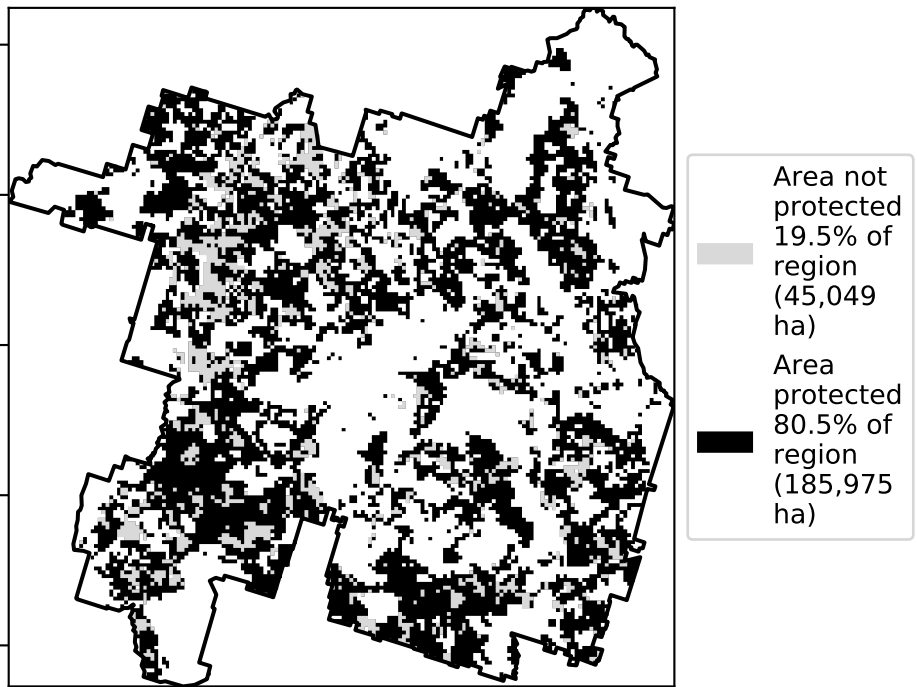 Area not
protected
19.5% of
region
(45,049
ha)
Area
protected
80.5% of
region
(185,975
ha)